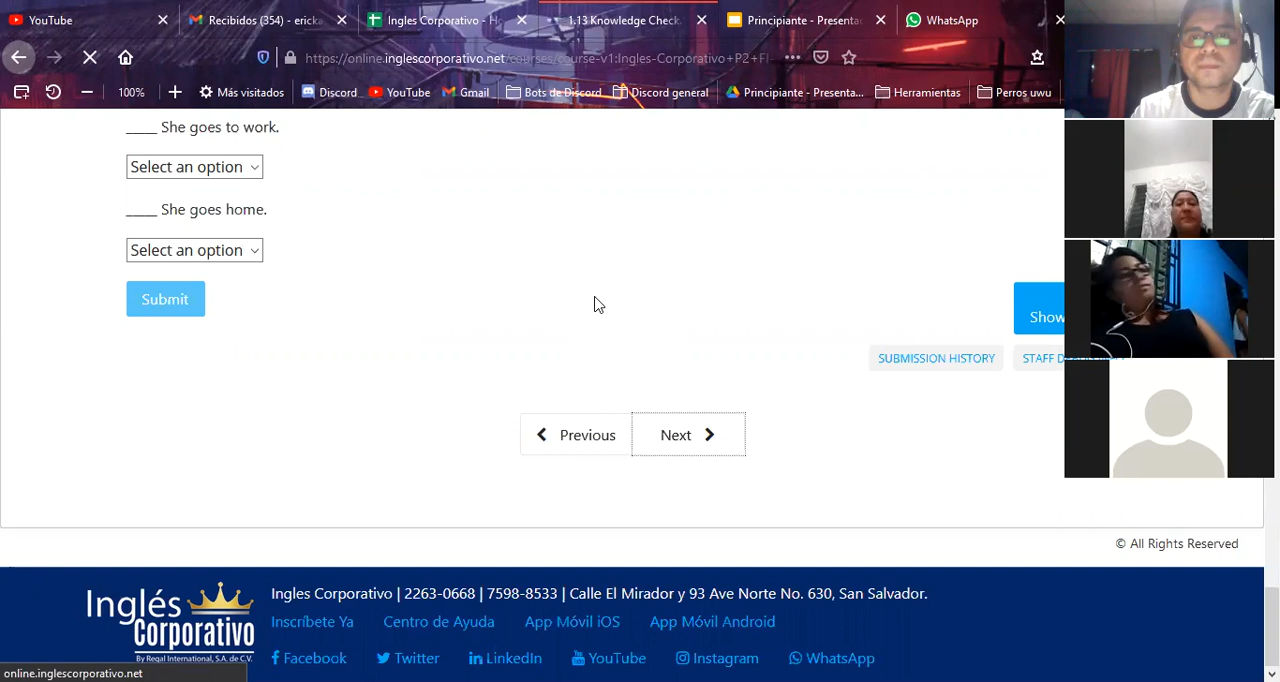 YouTube
Recibidos (354) - ericka
Ingles Corporativo - Ho
1.13 Knowledge Check
Principiante - Presenta
WhatsApp
https://online.inglescorporativo.net/courses/course-v1:Ingles-Corporativo+P2+Fl
100%
Más visitados
Discord
YouTube
Gmail
Bots de Discord
Discord general
Principiante - Presenta...
Herramientas
Perros uwu
_____ She goes to work.
Select an option
_____ She goes home.
Select an option
Submit
Show
SUBMISSION HISTORY
STAFF DE
Previous
Next
© All Rights Reserved
Inglés
Corporativo
By Regal International, S.A. de C.V.
Ingles Corporativo | 2263-0668 | 7598-8533 | Calle El Mirador y 93 Ave Norte No. 630, San Salvador.
Inscríbete Ya
Centro de Ayuda
App Móvil iOS
App Móvil Android
Facebook
Twitter
LinkedIn
YouTube
Instagram
WhatsApp
online.inglescorporativo.net